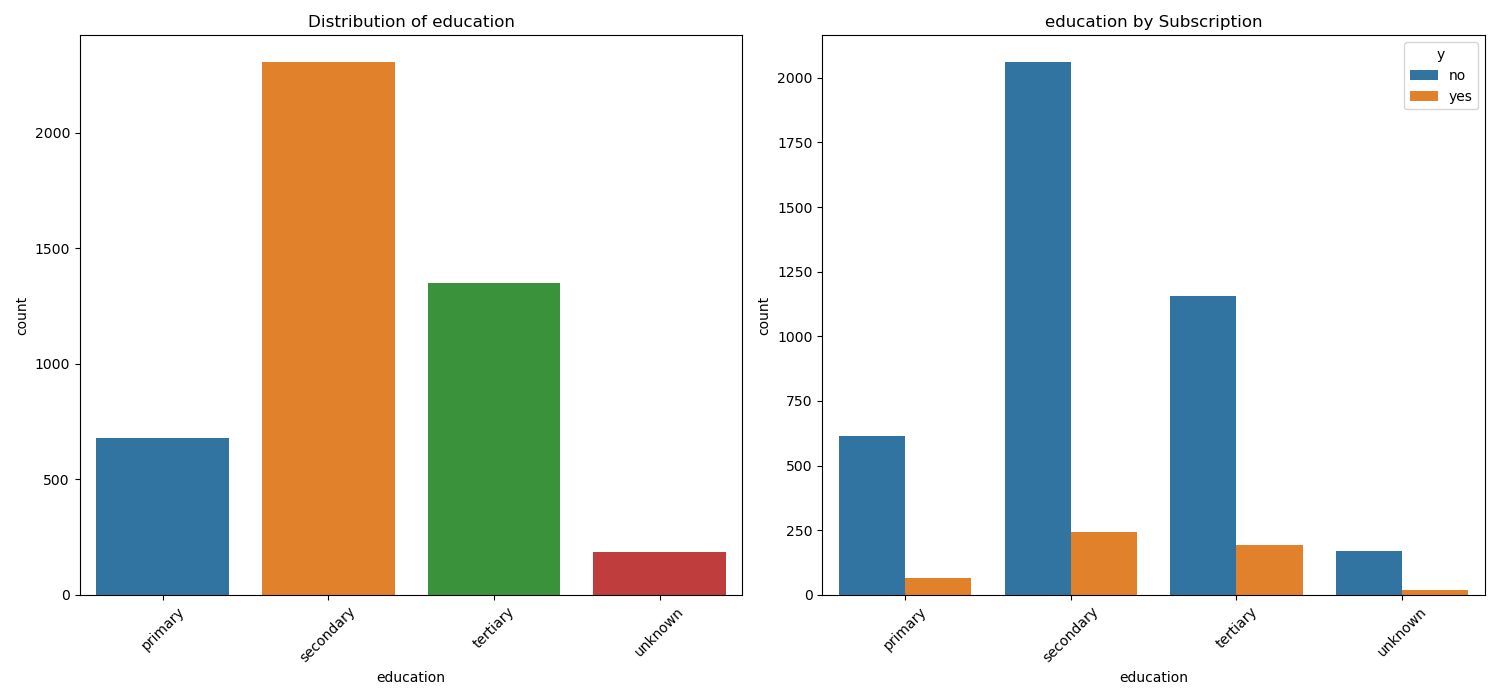 Distribution of education
count
2000
1500
1000
500
0
primary
secondary
tertiary
unknown
education
education by Subscription
y
no
yes
count
2000
1750
1500
1250
1000
750
500
250
0
primary
secondary
tertiary
unknown
education